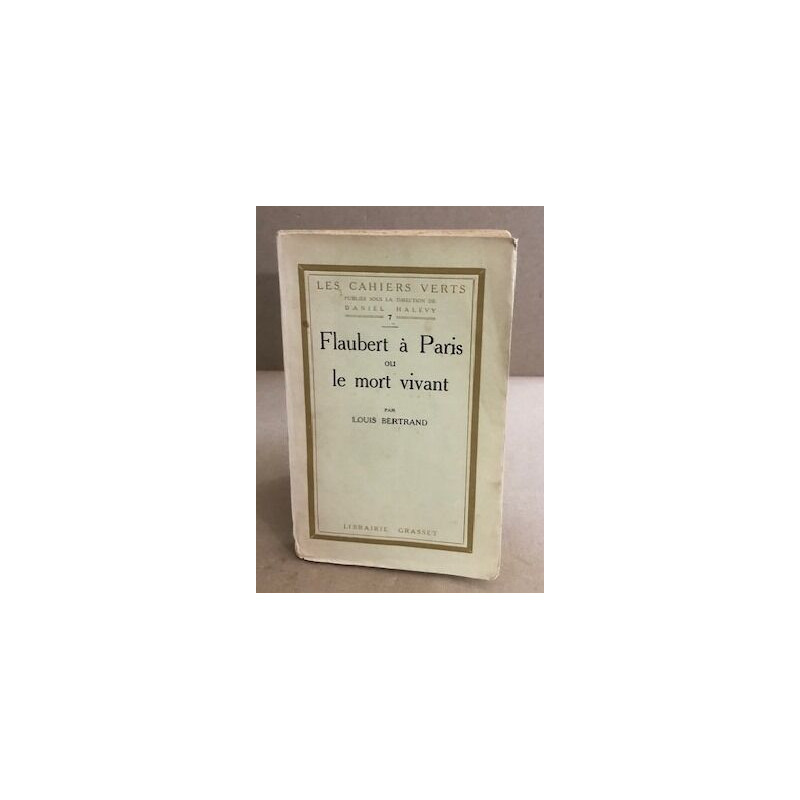 LES CAHIERS VERTS
PUBLIÉS SOUS LA DIRECTION DE
DANIEL HALÉVY
7
Flaubert à Paris
ou
le mort vivant
PAR
LOUIS BERTRAND
LIBRAIRIE GRASSET